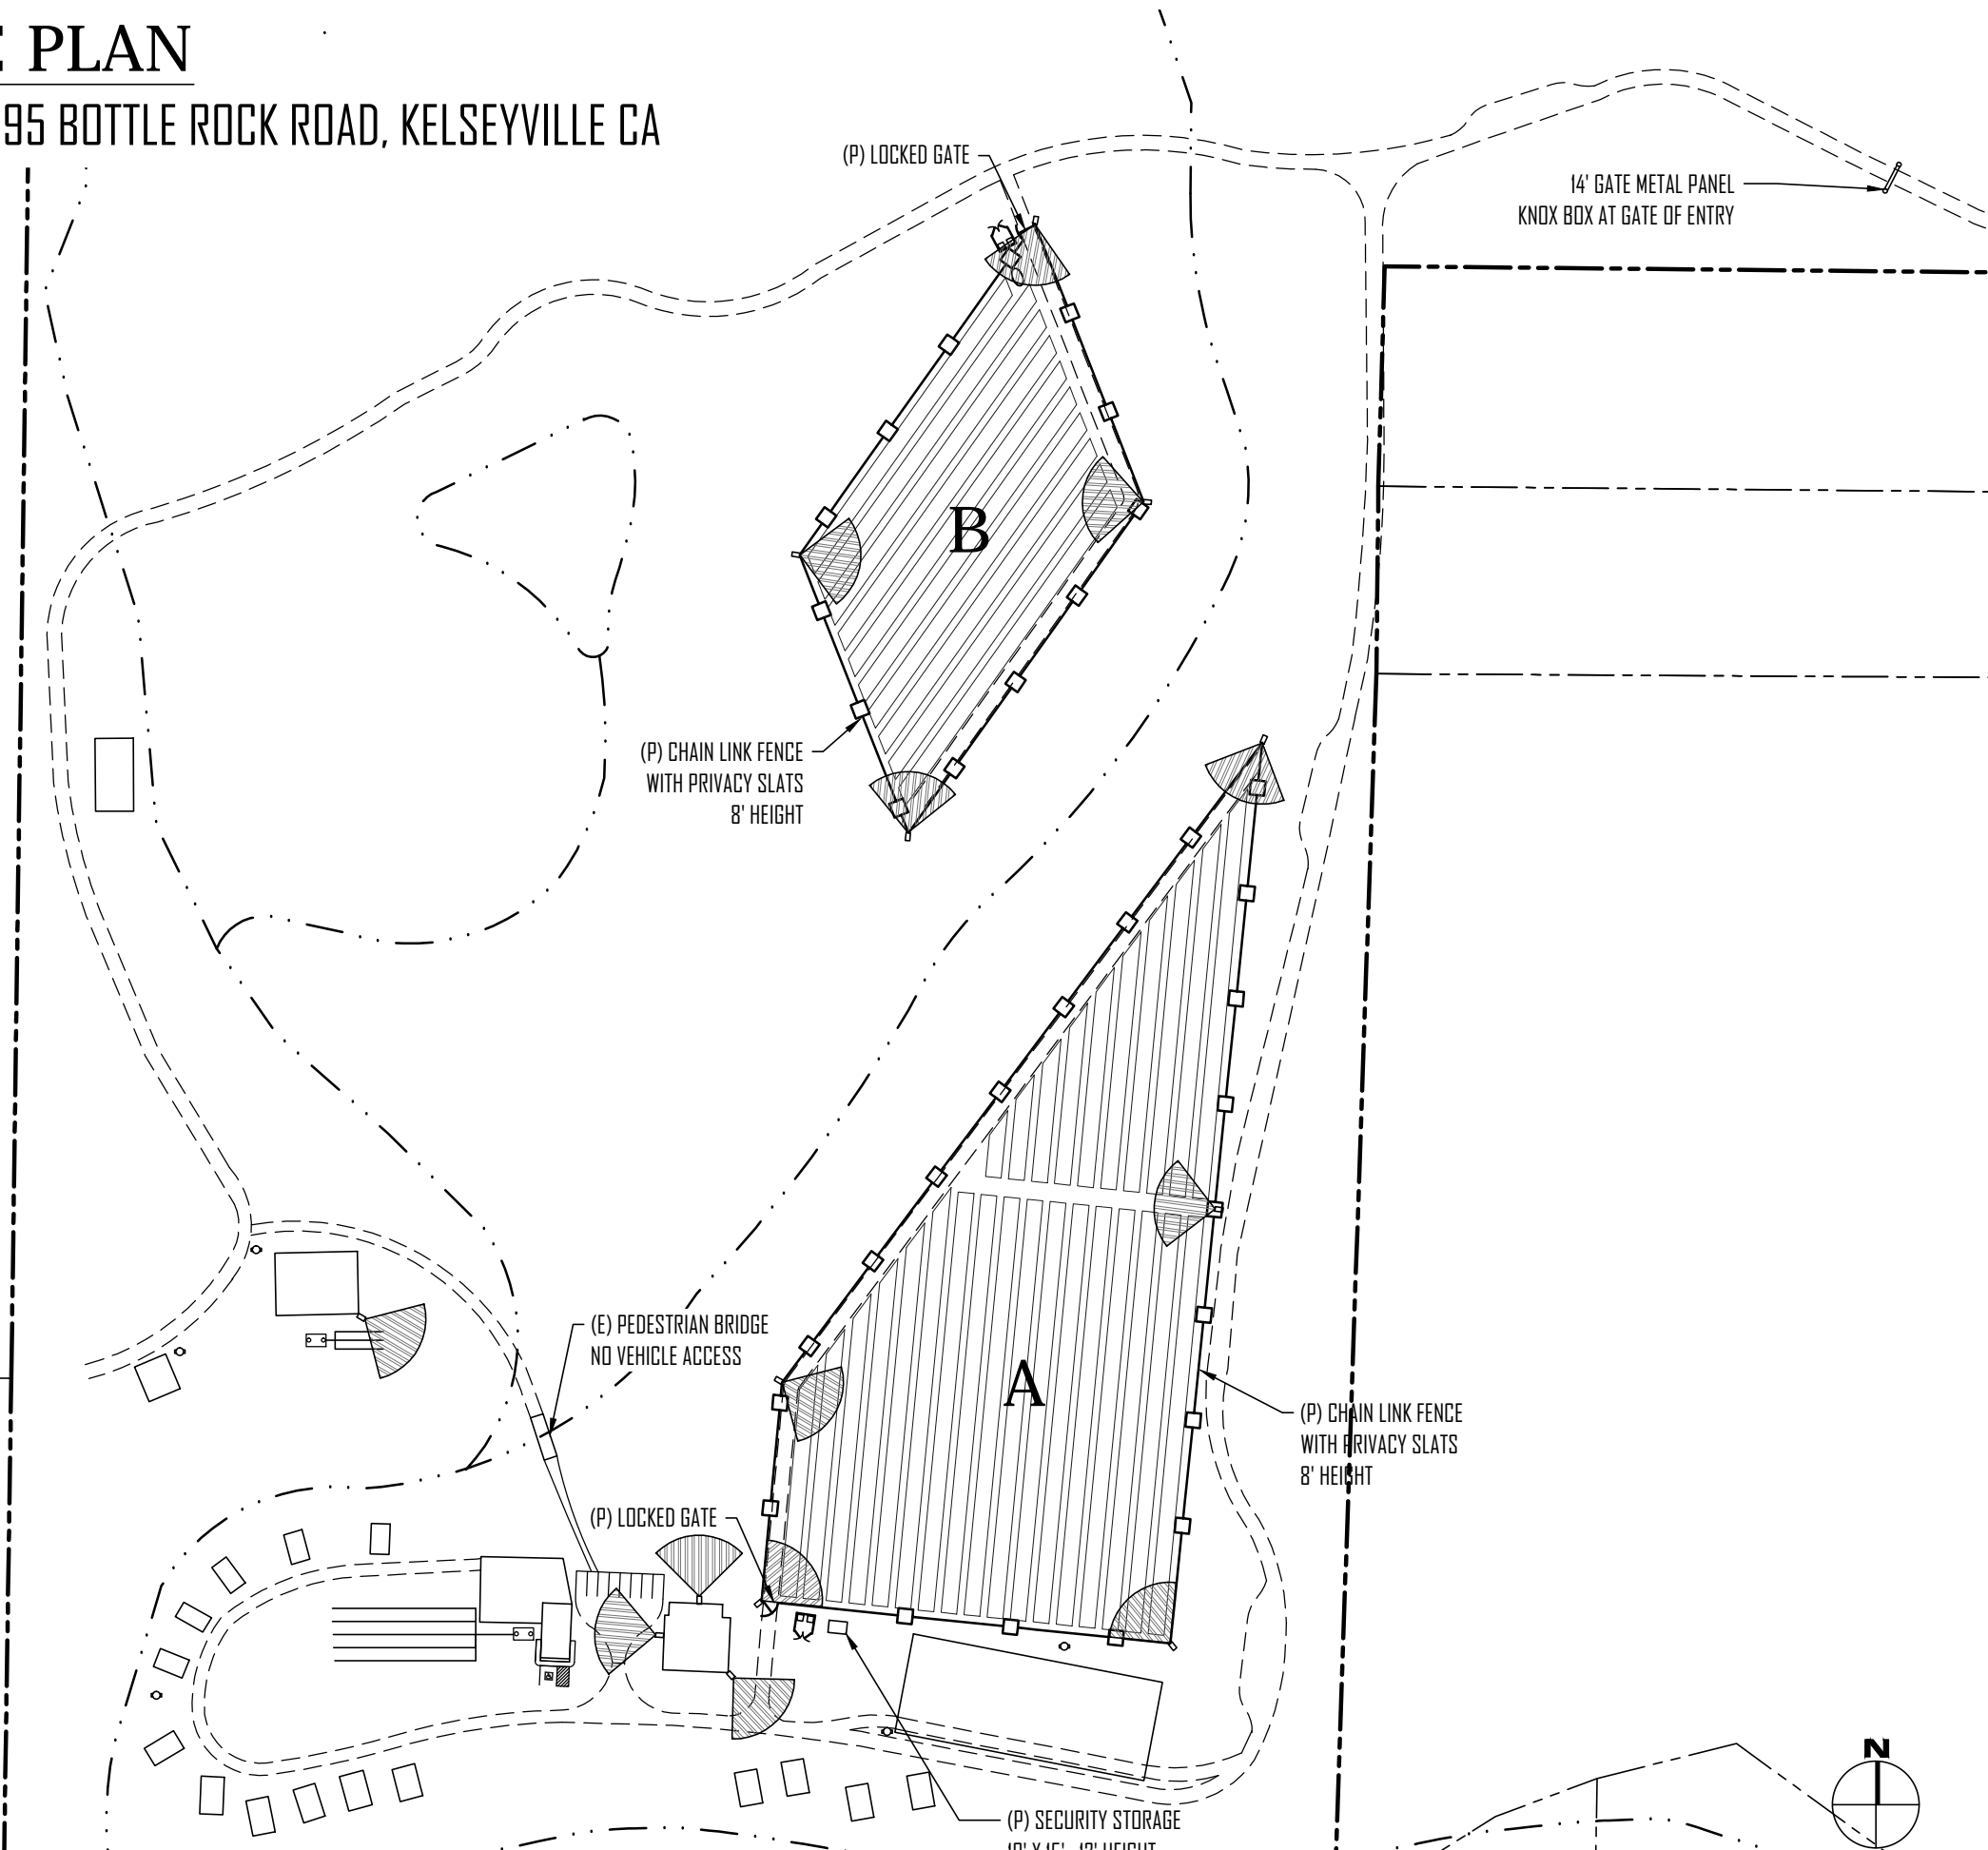 PLAN
95 BOTTLE ROCK ROAD, KELSEYVILLE CA
(P) LOCKED GATE
14' GATE METAL PANEL
KNOX BOX AT GATE OF ENTRY
B
(P) CHAIN LINK FENCE
WITH PRIVACY SLATS
8' HEIGHT
(E) PEDESTRIAN BRIDGE
NO VEHICLE ACCESS
A
(P) CHAIN LINK FENCE
WITH PRIVACY SLATS
8' HEIGHT
(P) LOCKED GATE
N
(P) SECURITY STORAGE